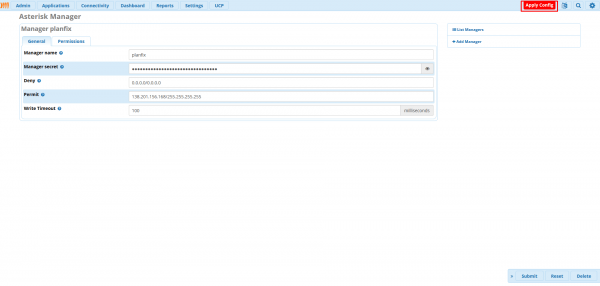 Admin Applications Connectivity Dashboard Reports Settings UCP Apply Config
Asterisk Manager
Manager planfix
List Managers
General Permissions
Add Manager
Manager name planfix
Manager secret
Deny 0.0.0.0/0.0.0.0
Permit 138.201.156.168/255.255.255.255
Write Timeout 100 milliseconds
» Submit Reset Delete